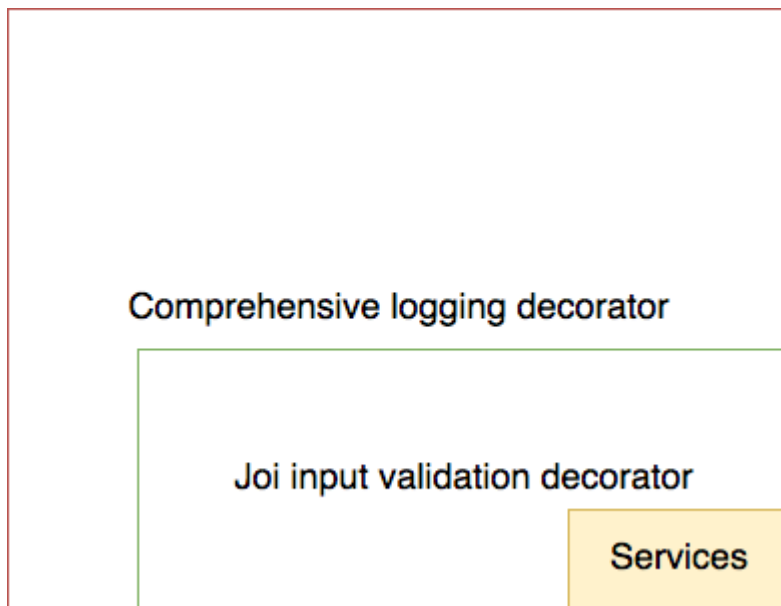 Comprehensive logging decorator
Joi input validation decorator
Services